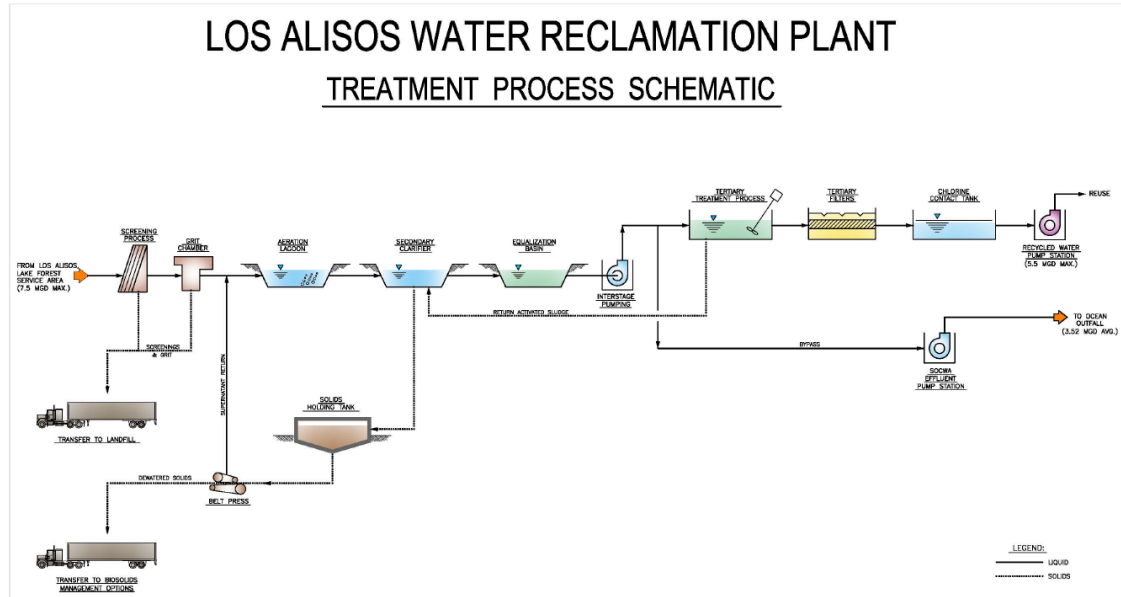 LOS ALISOS WATER RECLAMATION PLANT
TREATMENT PROCESS SCHEMATIC
SCREENING
PROCESS
GRIT
CHAMBER
AERATION
LAGOON
SECONDARY
CLARIFIER
EQUALIZATION
BASIN
TERTIARY
TREATMENT PROCESS
TERTIARY
FILTERS
CHLORINE
CONTACT TANK
REUSE
RECYCLED WATER
PUMP STATION
(5.5 MGD MAX.)
FROM LOS ALISOS
LAKE FOREST
SERVICE AREA
(7.5 MGD MAX.)
INTERSTAGE
PUMPING
RETURN ACTIVATED SLUDGE
TO OCEAN
OUTFALL
(3.52 MGD AVG.)
BYPASS
SOCWA
EFFLUENT
PUMP STATION
SCREENINGS
& GRIT
SUPERNATANT RETURN
SOLIDS
HOLDING TANK
TRANSFER TO LANDFILL
DEWATERED SOLIDS
BELT PRESS
TRANSFER TO BIOSOLIDS
MANAGEMENT OPTIONS
LEGEND:
LIQUID
SOLIDS